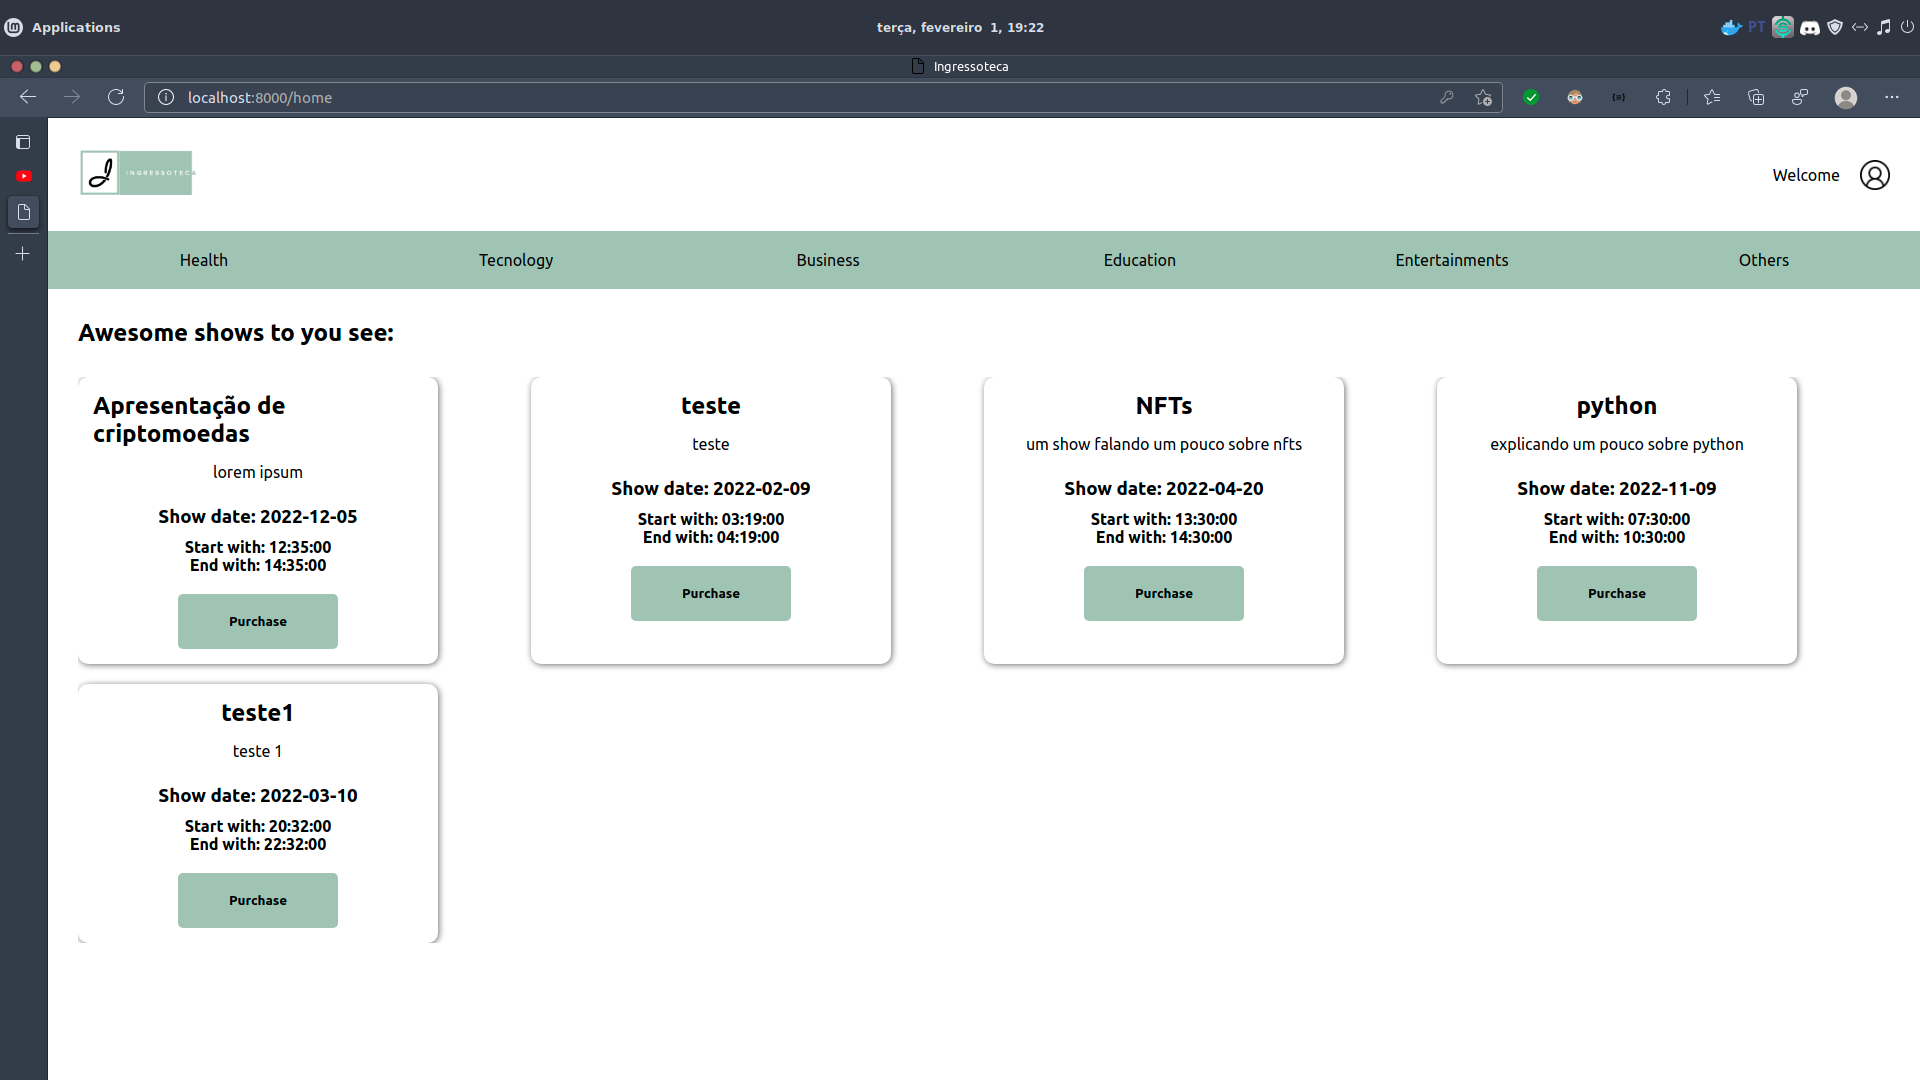 Applications
terça, fevereiro 1, 19:22
PT
Ingressoteca
localhost:8000/home
INGRESSOTECA
Welcome
Health
Tecnology
Business
Education
Entertainments
Others
Awesome shows to you see:
Apresentação de
criptomoedas
lorem ipsum
Show date: 2022-12-05
Start with: 12:35:00
End with: 14:35:00
Purchase
teste
teste
Show date: 2022-02-09
Start with: 03:19:00
End with: 04:19:00
Purchase
NFTs
um show falando um pouco sobre nfts
Show date: 2022-04-20
Start with: 13:30:00
End with: 14:30:00
Purchase
python
explicando um pouco sobre python
Show date: 2022-11-09
Start with: 07:30:00
End with: 10:30:00
Purchase
teste1
teste 1
Show date: 2022-03-10
Start with: 20:32:00
End with: 22:32:00
Purchase